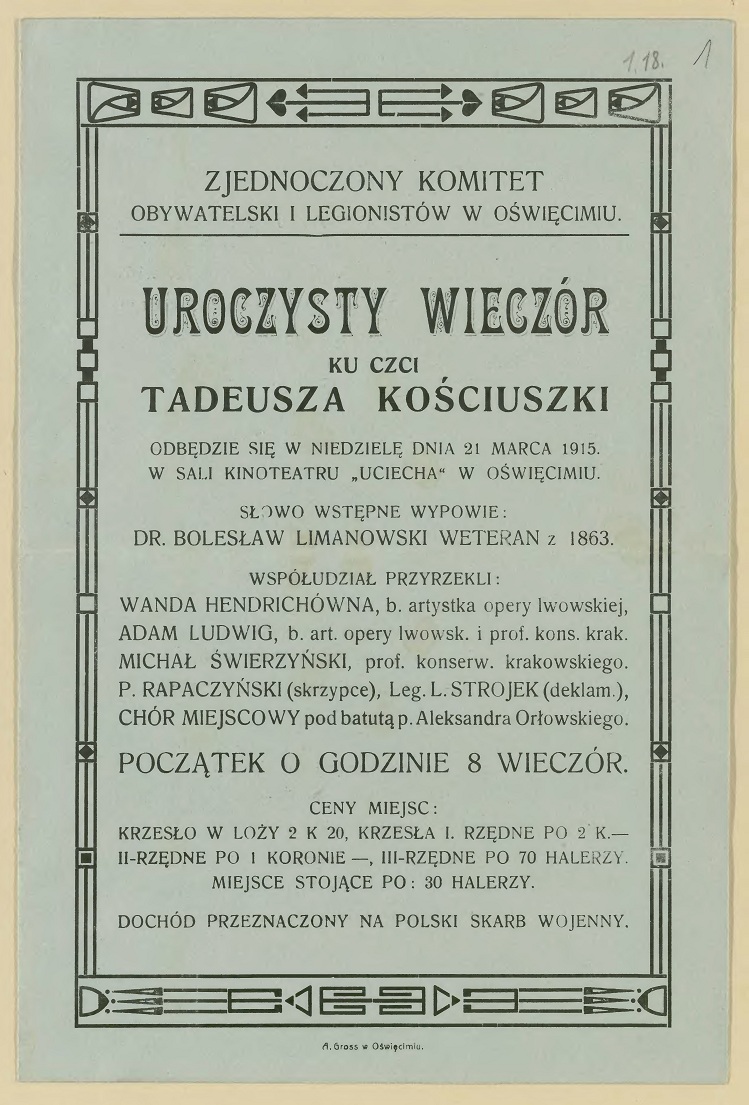 1.18. 1
ZJEDNOCZONY KOMITET
OBYWATELSKI I LEGIONISTÓW W OŚWIĘCIMIU.
UROCZYSTY WIECZÓR
KU CZCI
TADEUSZA KOŚCIUSZKI
ODBĘDZIE SIĘ W NIEDZIELĘ DNIA 21 MARCA 1915.
W SALI KINOTEATRU „UCIECHA“ W OŚWIĘCIMIU.
SŁOWO WSTĘPNE WYPOWIE:
DR. BOLESŁAW LIMANOWSKI WETERAN z 1863.
WSPÓŁUDZIAŁ PRZYRZEKLI:
WANDA HENDRICHÓWNA, b. artystka opery lwowskiej,
ADAM LUDWIG, b. art. opery lwowsk. i prof. kons. krak.
MICHAŁ ŚWIERZYŃSKI, prof. konserw. krakowskiego.
P. RAPACZYŃSKI (skrzypce), Leg. L. STROJEK (deklam.),
CHÓR MIEJSCOWY pod batutą p. Aleksandra Orłowskiego.
POCZĄTEK O GODZINIE 8 WIECZÓR.
CENY MIEJSC:
KRZESŁO W LOŻY 2 K 20, KRZESŁA I. RZĘDNE PO 2 K.—
II-RZĘDNE PO 1 KORONIE —, III-RZĘDNE PO 70 HALERZY.
MIEJSCE STOJĄCE PO: 30 HALERZY.
DOCHÓD PRZEZNACZONY NA POLSKI SKARB WOJENNY.
A. Gross w Oświęcimiu.